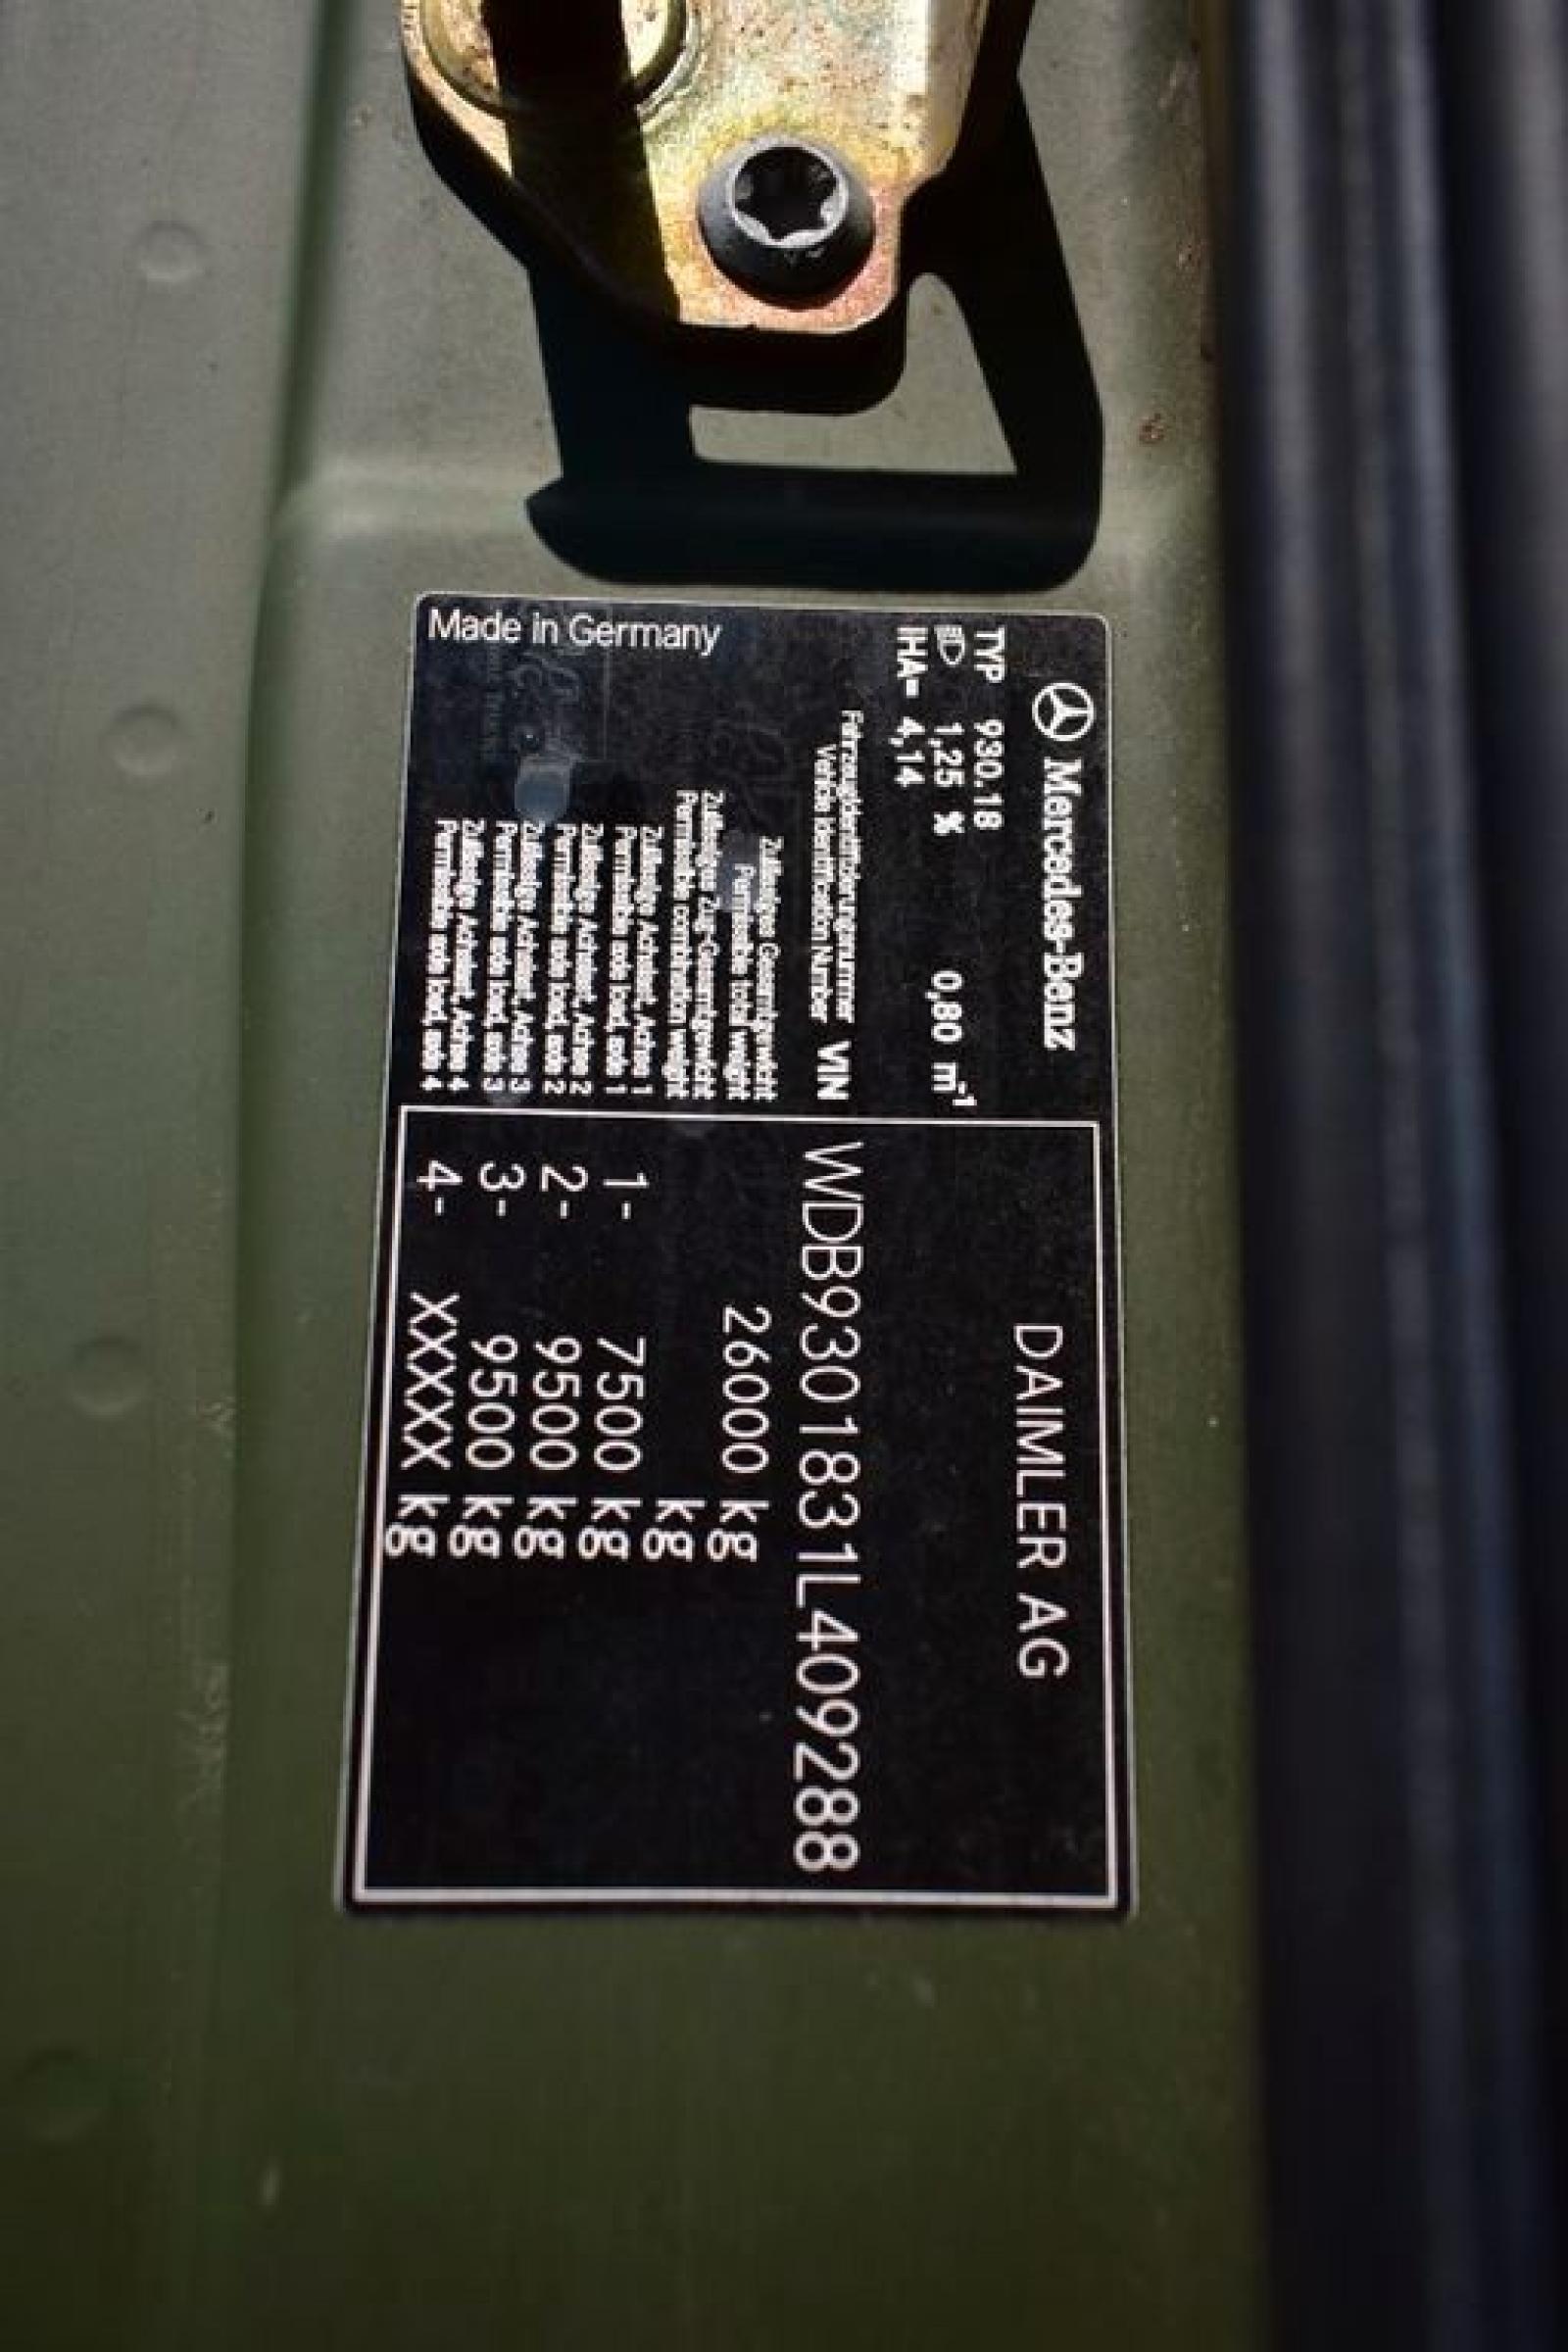 Mercedes-Benz
DAIMLER AG
TYP 930.18
1,25 % 0,80 m⁻¹
IHA= 4,14
Fahrzeugidentifizierungsnummer
Vehicle Identification Number VIN WDB9301831L409288
Zulässiges Gesamtgewicht
Permissible total weight 26000 kg
Zulässiges Zug-Gesamtgewicht
Permissible combination weight kg
Zulässige Achslast, Achse 1
Permissible axle load, axle 1 1- 7500 kg
Zulässige Achslast, Achse 2
Permissible axle load, axle 2 2- 9500 kg
Zulässige Achslast, Achse 3
Permissible axle load, axle 3 3- 9500 kg
Zulässige Achslast, Achse 4
Permissible axle load, axle 4 4- XXXXX kg
Made in Germany